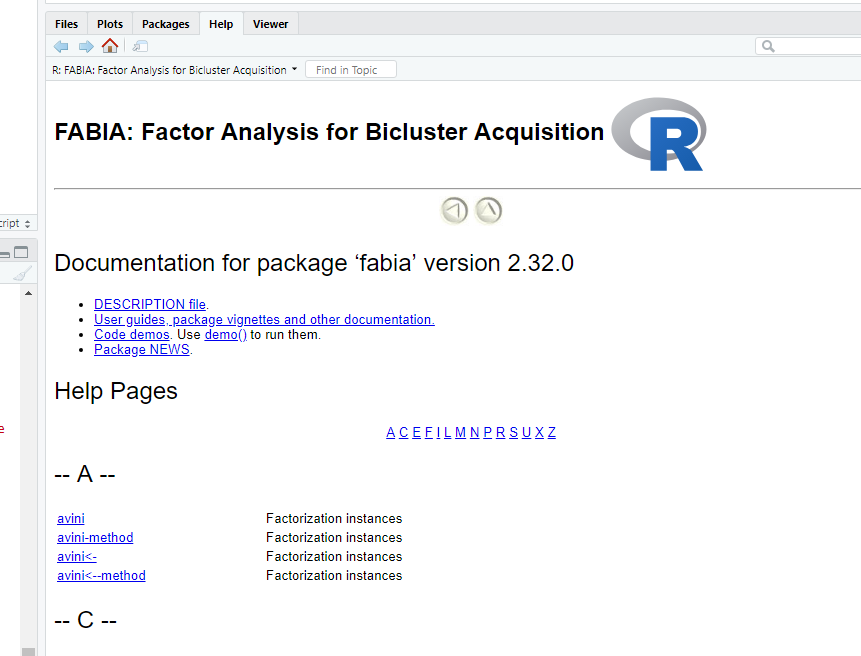 Files Plots Packages Help Viewer
R: FABIA: Factor Analysis for Bicluster Acquisition Find in Topic
FABIA: Factor Analysis for Bicluster Acquisition R
cript
Documentation for package ‘fabia’ version 2.32.0
DESCRIPTION file.
User guides, package vignettes and other documentation.
Code demos. Use demo() to run them.
Package NEWS.
Help Pages
e
A C E F I L M N P R S U X Z
-- A --
avini Factorization instances
avini-method Factorization instances
avini<- Factorization instances
avini<--method Factorization instances
-- C --